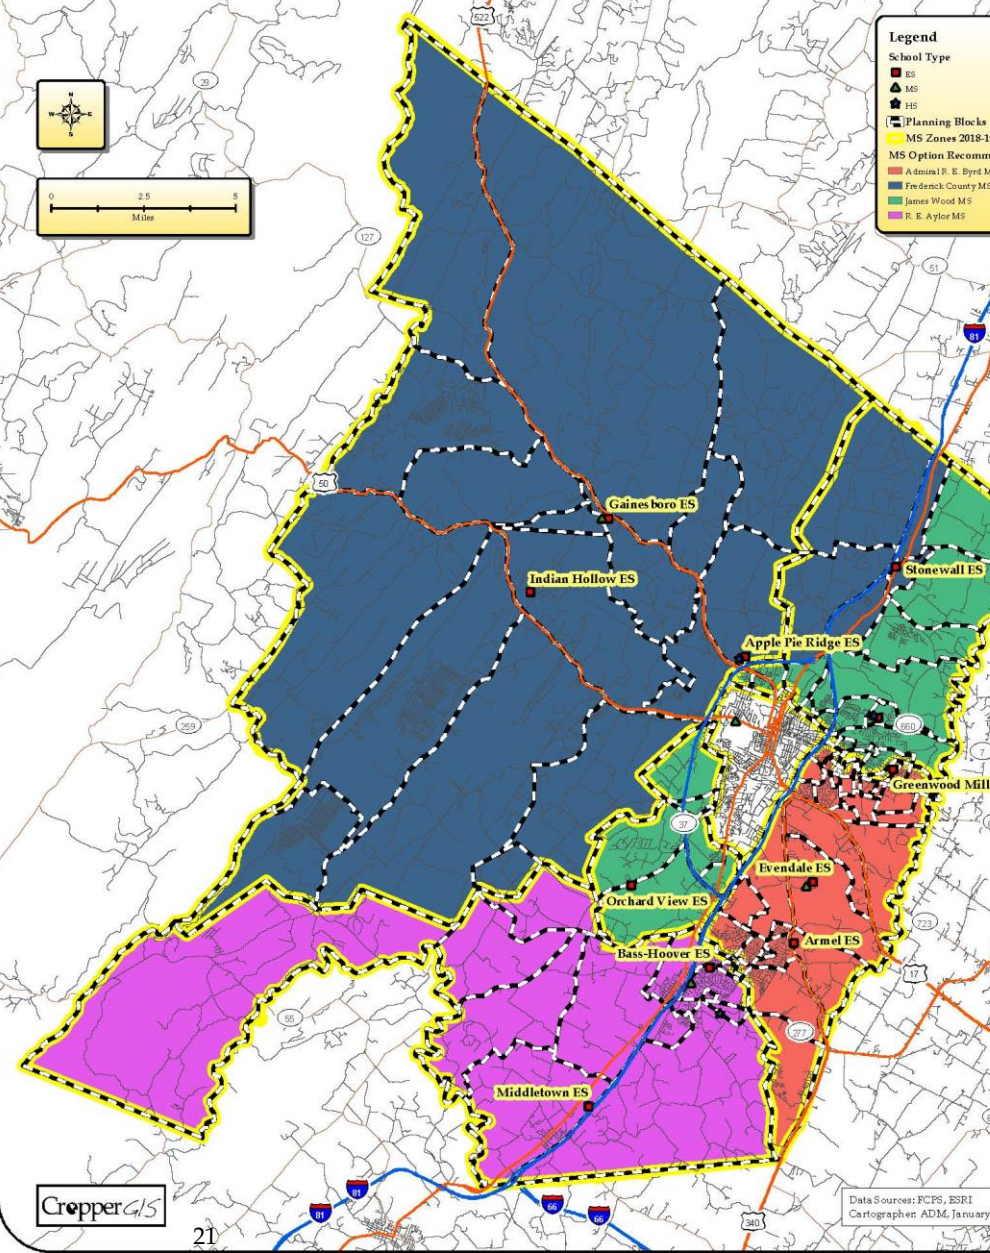 522
Legend
School Type
ES
MS
HS
Planning Blocks
MS Zones 2018-1
MS Option Recomm
Admiral R. E. Byrd M
Frederick County MS
James Wood MS
R. E. Aylor MS
N
W E
S
0 2.5 5
Miles
29
127
51
81
50
Gainesboro ES
Stonewall ES
Indian Hollow ES
Apple Pie Ridge ES
259
660
7
Greenwood Mill
37
Evendale ES
Orchard View ES
723
Armel ES
Bass-Hoover ES
17
55
277
Middletown ES
81
81
66
66
340
Cropper GIS
21
Data Sources: FCPS, ESRI
Cartographer: ADM, January